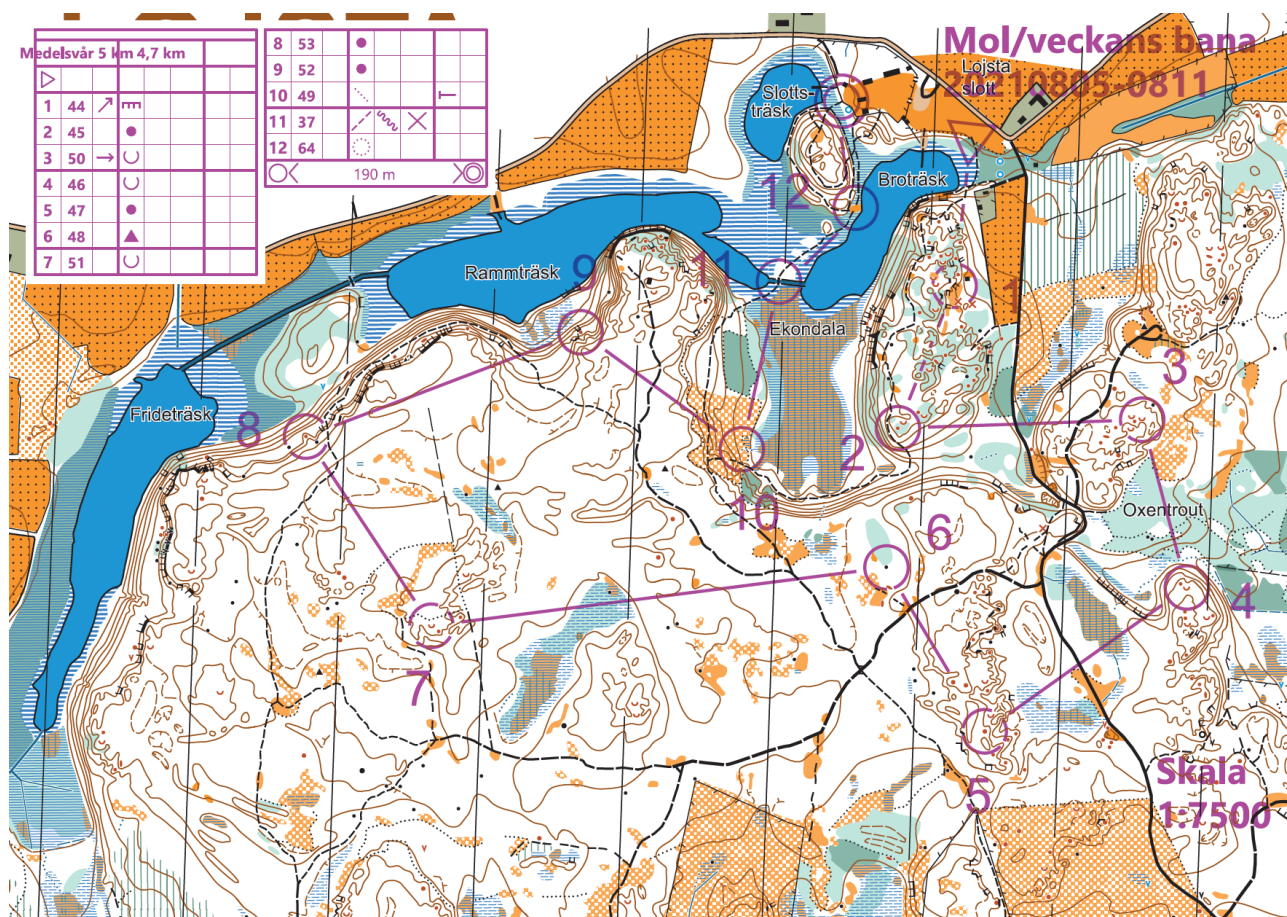 Medelsvår 5 km 4,7 km
1 44
2 45
3 50
4 46
5 47
6 48
7 51
8 53
9 52
10 49
11 37
12 64
190 m
Mol/veckans bana
20210805-0811
Lojsta
slott
Slotts-
träsk
Broträsk
12
Rammträsk
9
11
1
Ekondala
3
Frideträsk
8
2
10
Oxentrout
6
4
7
5
Skala
1:7500